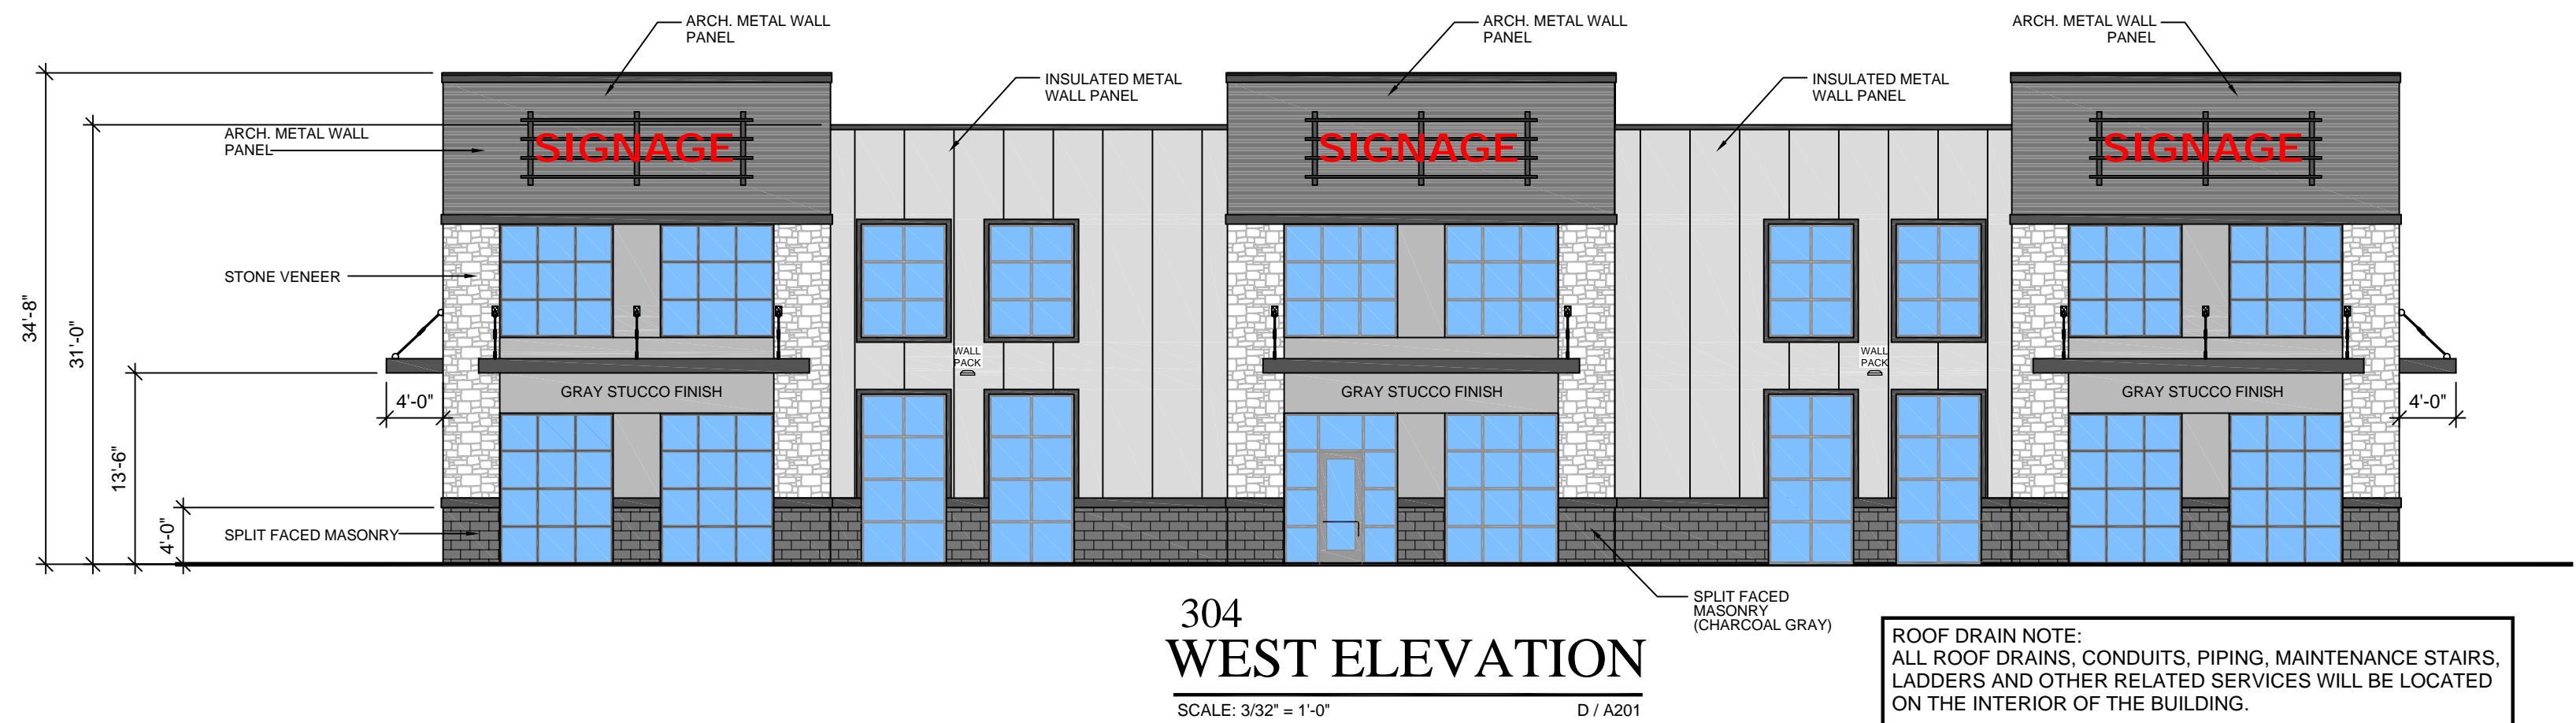 ARCH. METAL WALL
PANEL
ARCH. METAL WALL
PANEL
ARCH. METAL WALL
PANEL
INSULATED METAL
WALL PANEL
INSULATED METAL
WALL PANEL
ARCH. METAL WALL
PANEL
SIGNAGE
SIGNAGE
SIGNAGE
STONE VENEER
34'-8"
31'-0"
13'-6"
4'-0"
4'-0"
4'-0"
WALL
PACK
WALL
PACK
GRAY STUCCO FINISH
GRAY STUCCO FINISH
GRAY STUCCO FINISH
SPLIT FACED MASONRY
SPLIT FACED
MASONRY
(CHARCOAL GRAY)
304
WEST ELEVATION
SCALE: 3/32" = 1'-0"
D / A201
ROOF DRAIN NOTE:
ALL ROOF DRAINS, CONDUITS, PIPING, MAINTENANCE STAIRS,
LADDERS AND OTHER RELATED SERVICES WILL BE LOCATED
ON THE INTERIOR OF THE BUILDING.